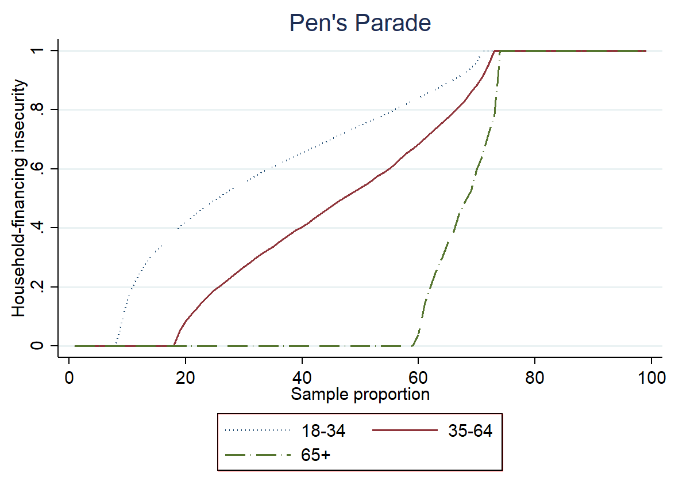 Pen's Parade
Household-financing insecurity
1
.8
.6
.4
.2
0
0 20 40 60 80 100
Sample proportion
18-34 35-64
65+